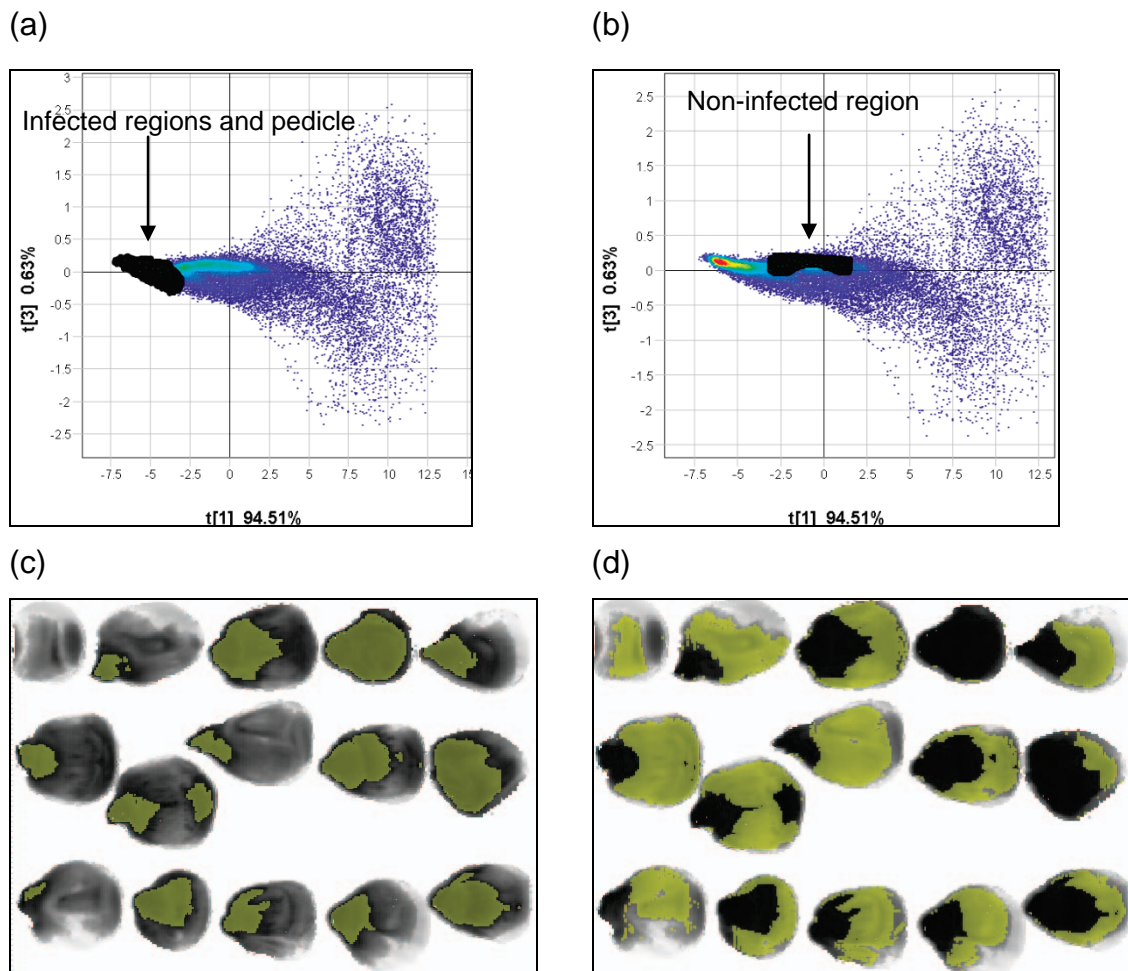 (a)
(b)
3
2.5
2
1.5
1
0.5
0
-0.5
-1
-1.5
-2
-2.5
Infected regions and pedicle
t[3] 0.63%
-7.5 -5 -2.5 0 2.5 5 7.5 10 12.5 15
t[1] 94.51%
2.5
2
1.5
1
0.5
0
-0.5
-1
-1.5
-2
-2.5
Non-infected region
t[3] 0.63%
-7.5 -5 -2.5 0 2.5 5 7.5 10 12.5
t[1] 94.51%
(c)
(d)